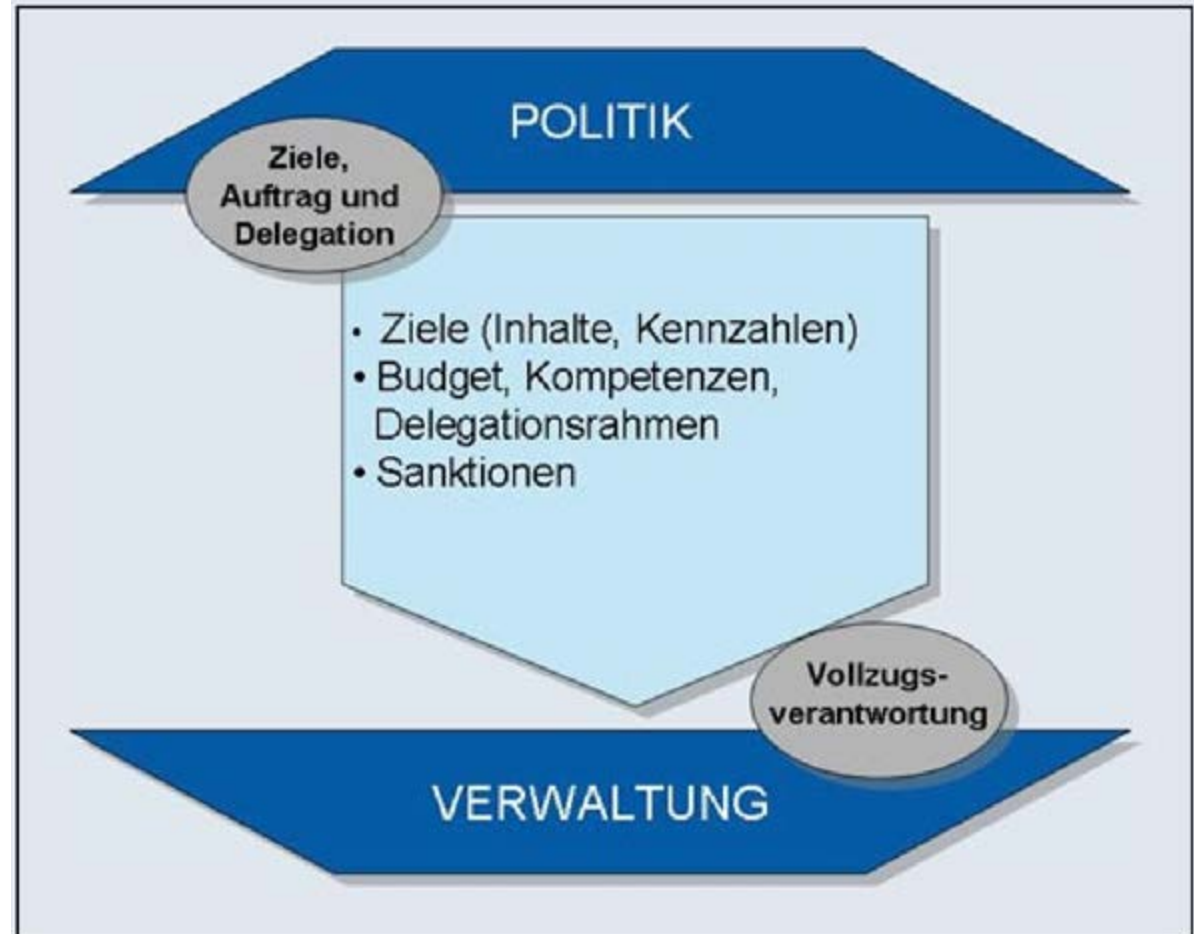 POLITIK
Ziele,
Auftrag und
Delegation
• Ziele (Inhalte, Kennzahlen)
• Budget, Kompetenzen,
Delegationsrahmen
• Sanktionen
Vollzugs-
verantwortung
VERWALTUNG